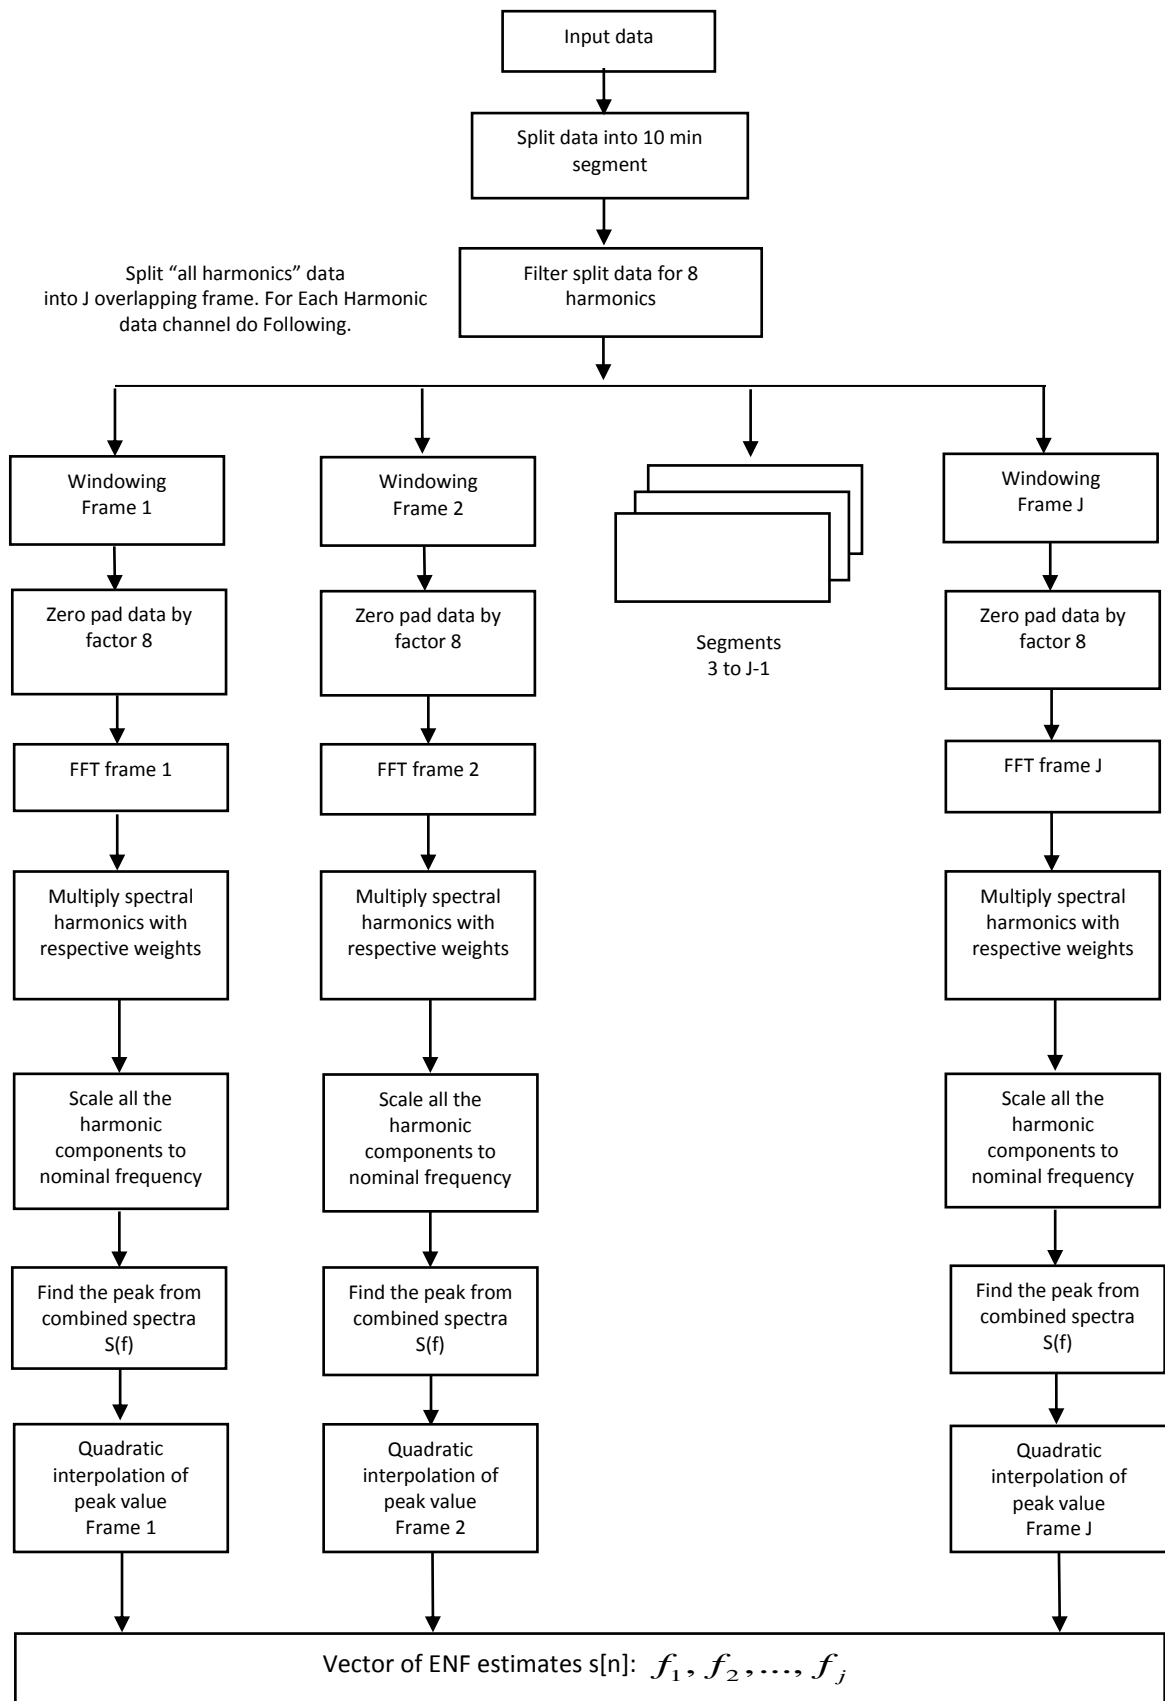 Input data
Split data into 10 min
segment
Filter split data for 8
harmonics
Split “all harmonics” data
into J overlapping frame. For Each Harmonic
data channel do Following.
Windowing
Frame 1
Zero pad data by
factor 8
FFT frame 1
Multiply spectral
harmonics with
respective weights
Scale all the
harmonic
components to
nominal frequency
Find the peak from
combined spectra
S(f)
Quadratic
interpolation of
peak value
Frame 1
Windowing
Frame 2
Zero pad data by
factor 8
FFT frame 2
Multiply spectral
harmonics with
respective weights
Scale all the
harmonic
components to
nominal frequency
Find the peak from
combined spectra
S(f)
Quadratic
interpolation of
peak value
Frame 2
Segments
3 to J-1
Windowing
Frame J
Zero pad data by
factor 8
FFT frame J
Multiply spectral
harmonics with
respective weights
Scale all the
harmonic
components to
nominal frequency
Find the peak from
combined spectra
S(f)
Quadratic
interpolation of
peak value
Frame J
Vector of ENF estimates s[n]: f₁, f₂, ..., fⱼ